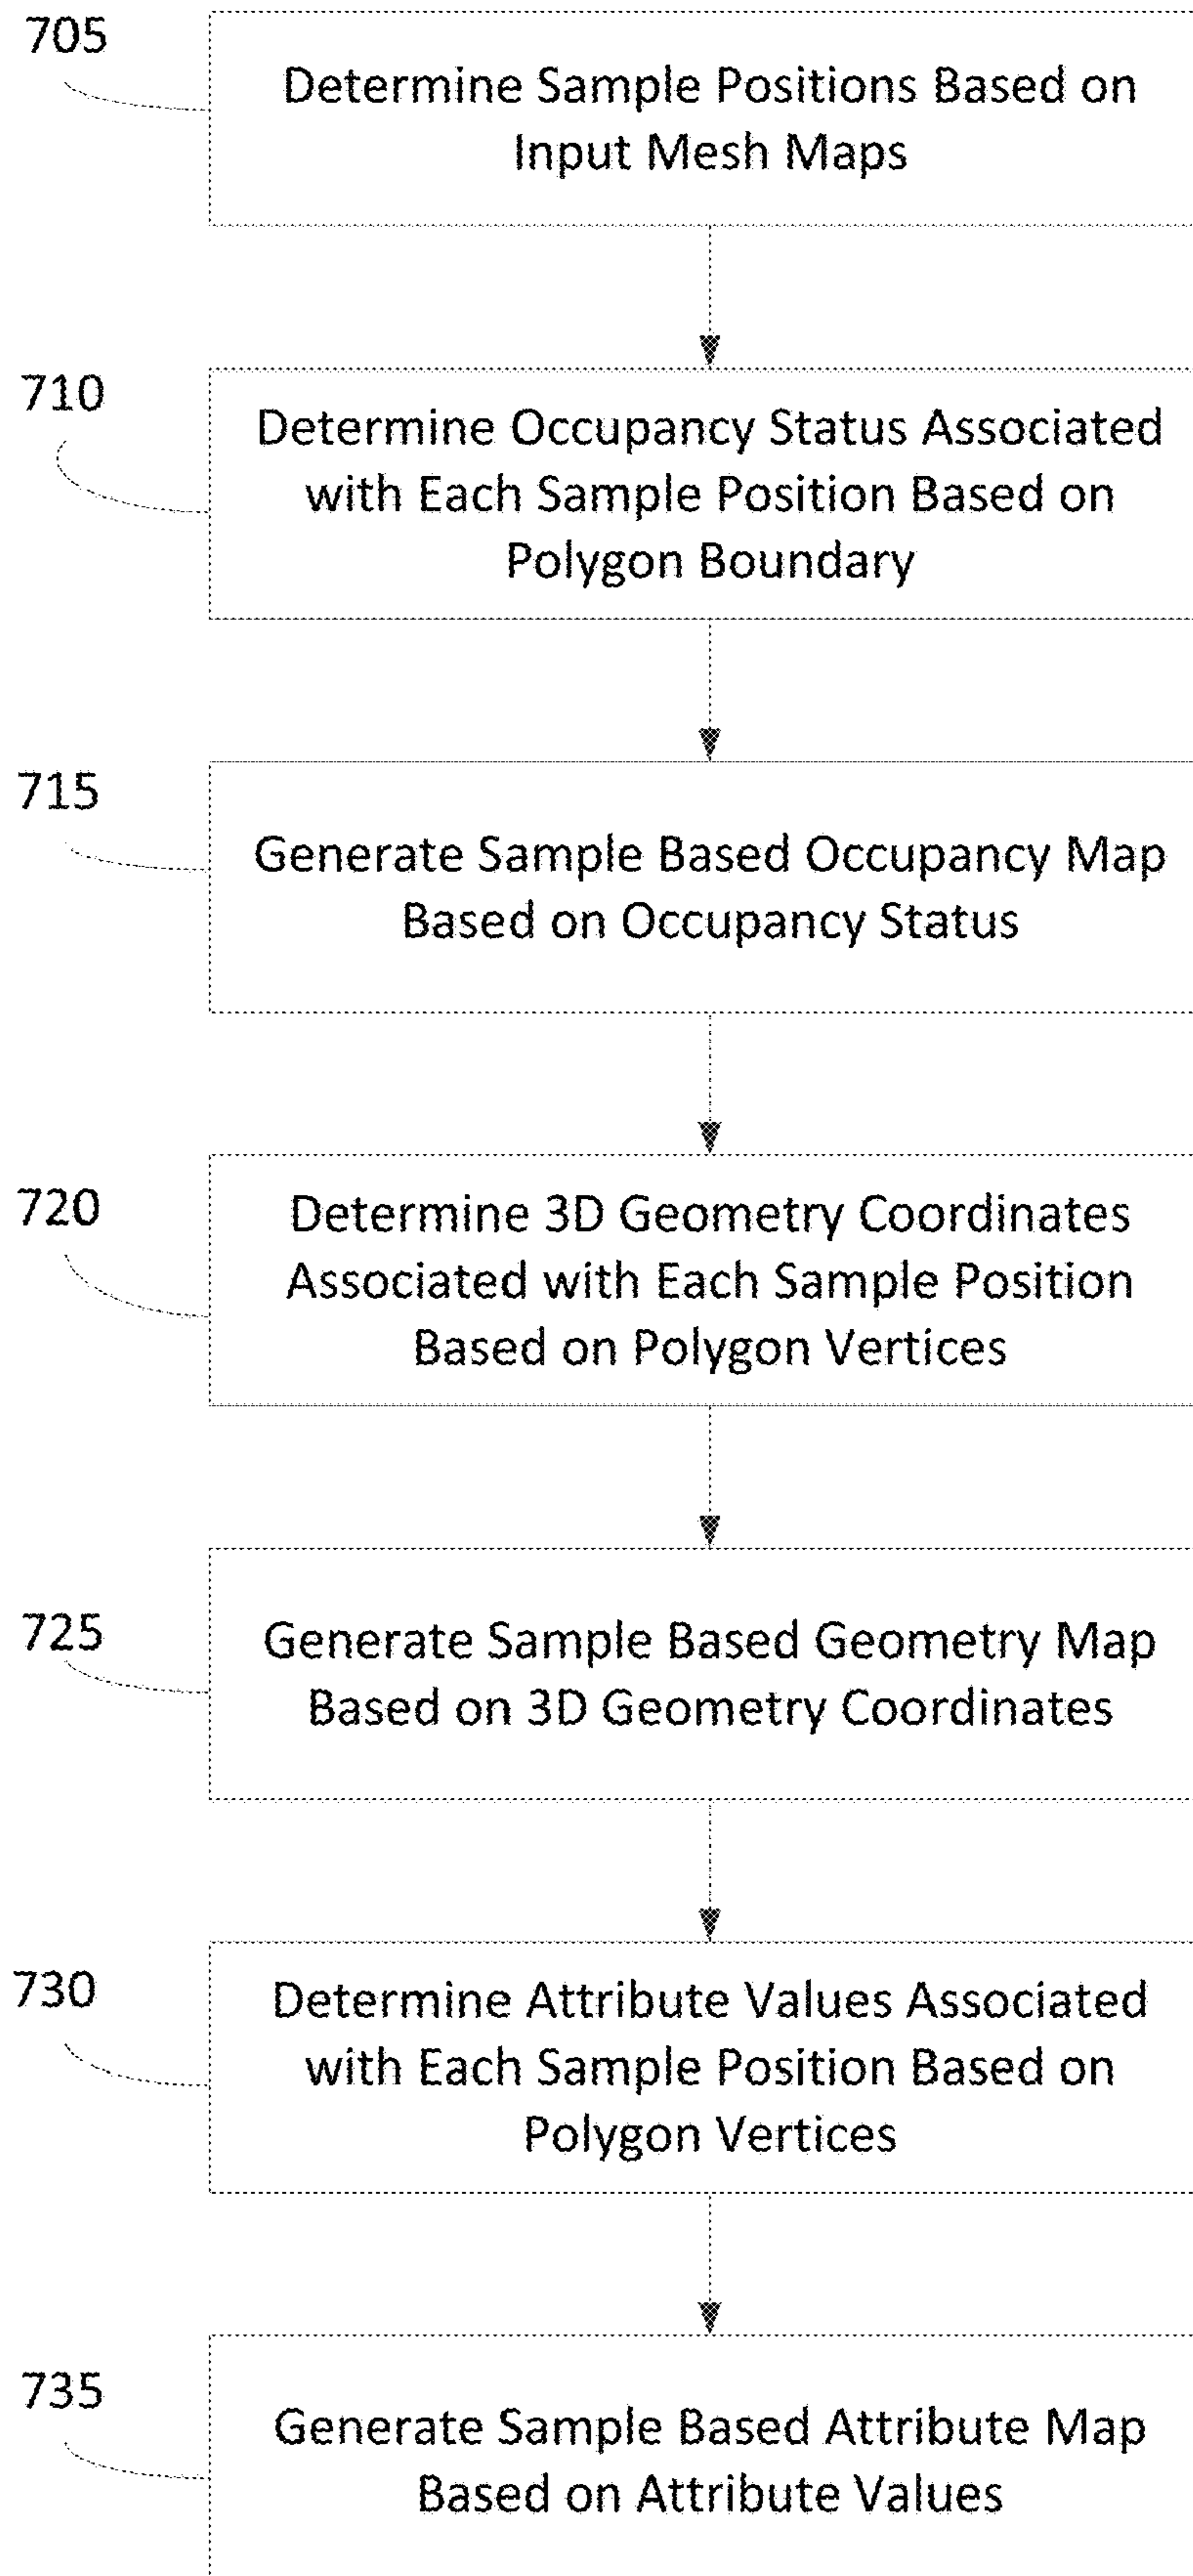 705
Determine Sample Positions Based on
Input Mesh Maps
710
Determine Occupancy Status Associated
with Each Sample Position Based on
Polygon Boundary
715
Generate Sample Based Occupancy Map
Based on Occupancy Status
720
Determine 3D Geometry Coordinates
Associated with Each Sample Position
Based on Polygon Vertices
725
Generate Sample Based Geometry Map
Based on 3D Geometry Coordinates
730
Determine Attribute Values Associated
with Each Sample Position Based on
Polygon Vertices
735
Generate Sample Based Attribute Map
Based on Attribute Values